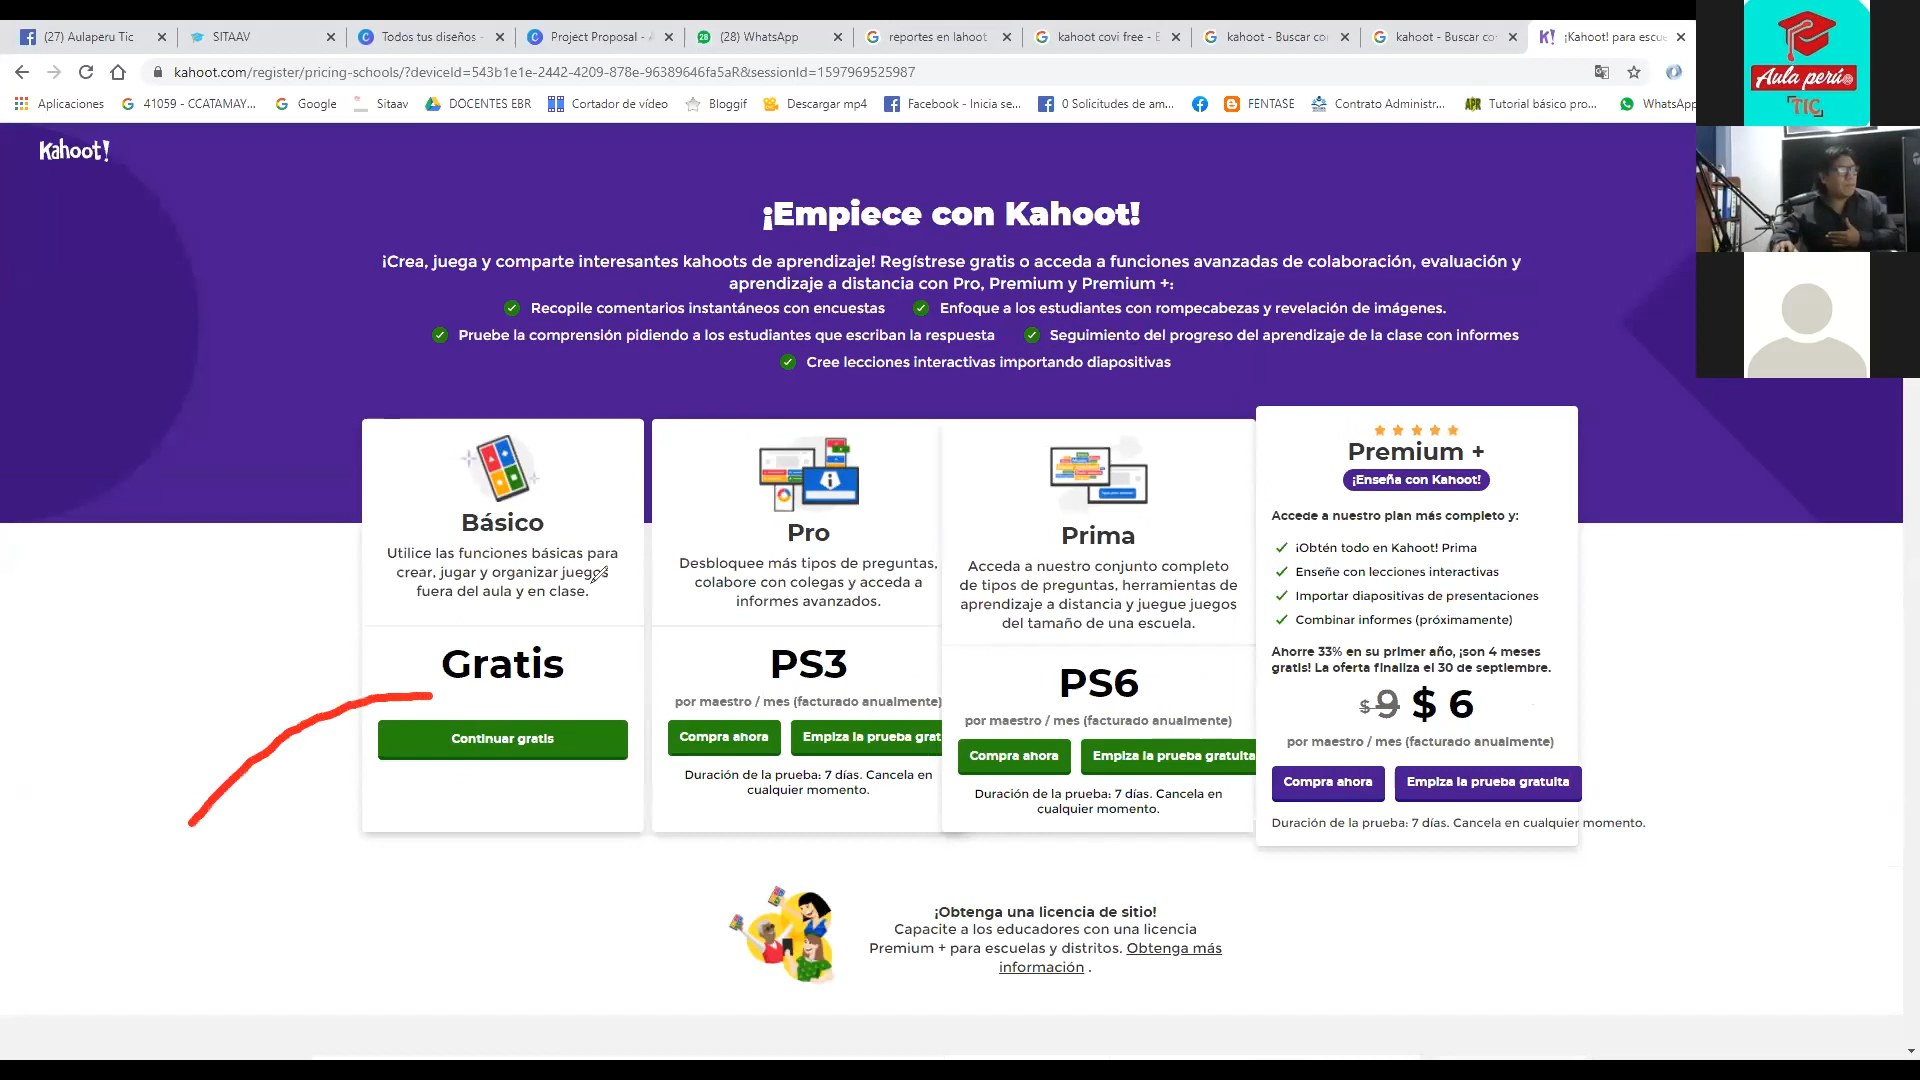 (27) Aulaperu Tic
SITAAV
Todos tus diseños -
Project Proposal - A
(28) WhatsApp
reportes en lahoot
kahoot covi free - E
kahoot - Buscar co
kahoot - Buscar co
¡Kahoot! para escue
kahoot.com/register/pricing-schools/?deviceId=543b1e1e-2442-4209-878e-96389646fa5aR&sessionId=1597969525987
Aplicaciones
41059 - CCATAMAY...
Google
Sitaav
DOCENTES EBR
Cortador de vídeo
Bloggif
Descargar mp4
Facebook - Inicia se...
0 Solicitudes de am...
FENTASE
Contrato Administr...
Tutorial básico pro...
WhatsApp
Aula perú
TIC
Kahoot!
¡Empiece con Kahoot!
¡Crea, juega y comparte interesantes kahoots de aprendizaje! Regístrese gratis o acceda a funciones avanzadas de colaboración, evaluación y
aprendizaje a distancia con Pro, Premium y Premium +:
Recopile comentarios instantáneos con encuestas
Enfoque a los estudiantes con rompecabezas y revelación de imágenes.
Pruebe la comprensión pidiendo a los estudiantes que escriban la respuesta
Seguimiento del progreso del aprendizaje de la clase con informes
Cree lecciones interactivas importando diapositivas
Básico
Utilice las funciones básicas para
crear, jugar y organizar juegos
fuera del aula y en clase.
Gratis
Continuar gratis
Pro
Desbloquee más tipos de preguntas,
colabore con colegas y acceda a
informes avanzados.
PS3
por maestro / mes (facturado anualmente)
Compra ahora
Empiza la prueba grat
Duración de la prueba: 7 días. Cancela en
cualquier momento.
Prima
Acceda a nuestro conjunto completo
de tipos de preguntas, herramientas de
aprendizaje a distancia y juegue juegos
del tamaño de una escuela.
PS6
por maestro / mes (facturado anualmente)
Compra ahora
Empiza la prueba gratuita
Duración de la prueba: 7 días. Cancela en
cualquier momento.
Premium +
¡Enseña con Kahoot!
Accede a nuestro plan más completo y:
¡Obtén todo en Kahoot! Prima
Enseñe con lecciones interactivas
Importar diapositivas de presentaciones
Combinar informes (próximamente)
Ahorre 33% en su primer año, ¡son 4 meses
gratis! La oferta finaliza el 30 de septiembre.
$ 9 $ 6
por maestro / mes (facturado anualmente)
Compra ahora
Empiza la prueba gratuita
Duración de la prueba: 7 días. Cancela en cualquier momento.
¡Obtenga una licencia de sitio!
Capacite a los educadores con una licencia
Premium + para escuelas y distritos. Obtenga más
información .